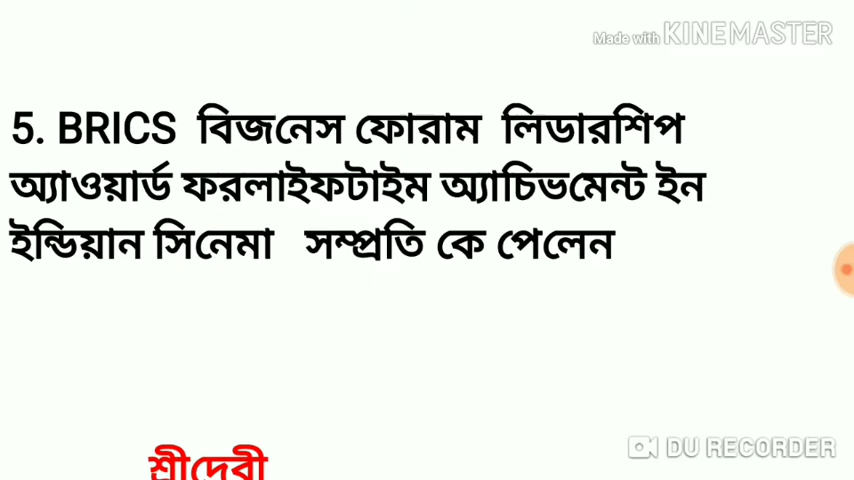 Made with KINEMASTER
5. BRICS বিজনেস ফোরাম লিডারশিপ
অ্যাওয়ার্ড ফরলাইফটাইম অ্যাচিভমেন্ট ইন
ইন্ডিয়ান সিনেমা সম্প্রতি কে পেলেন
DU RECORDER
শ্রীদেবী